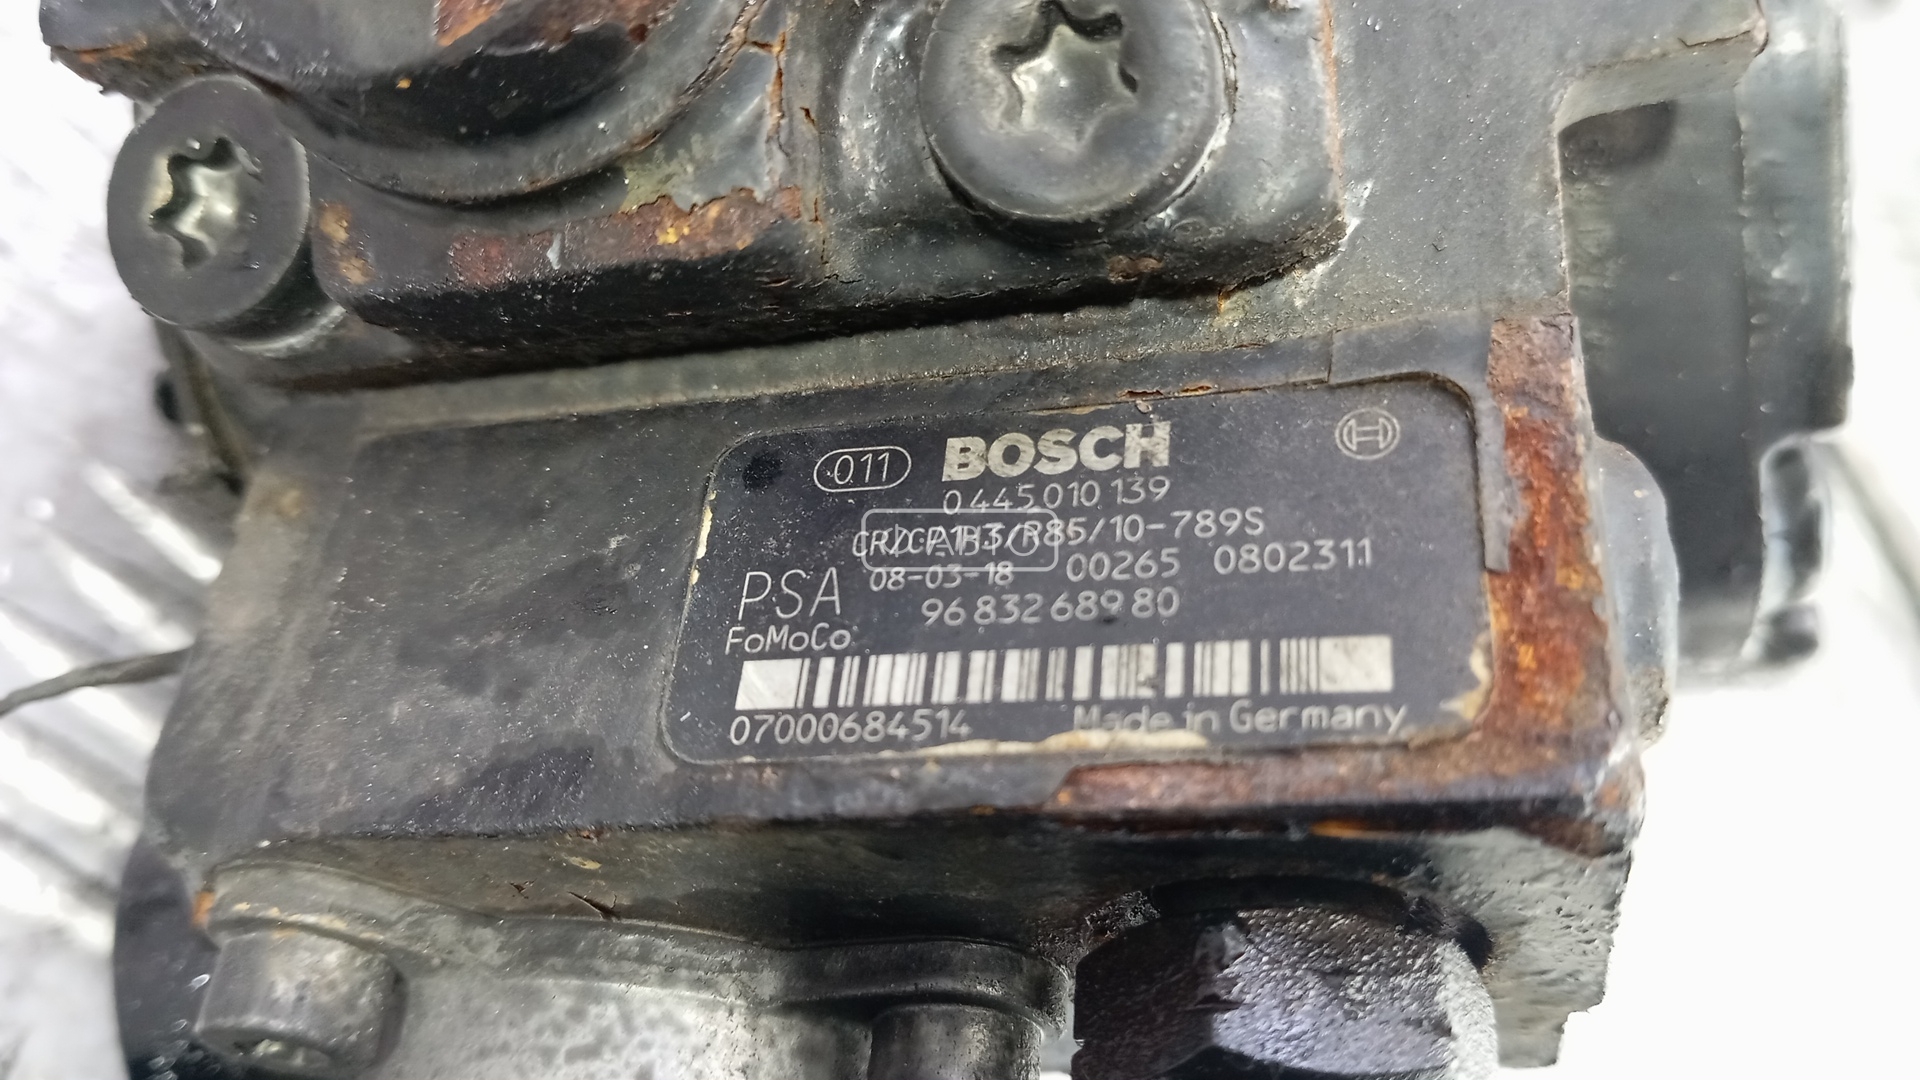 011 BOSCH
0 445 010 139
CR/CP1H3/R85/10-789S
PSA 08-03-18 00265 0802311
96 832 689 80
FoMoCo
07000684514 Made in Germany